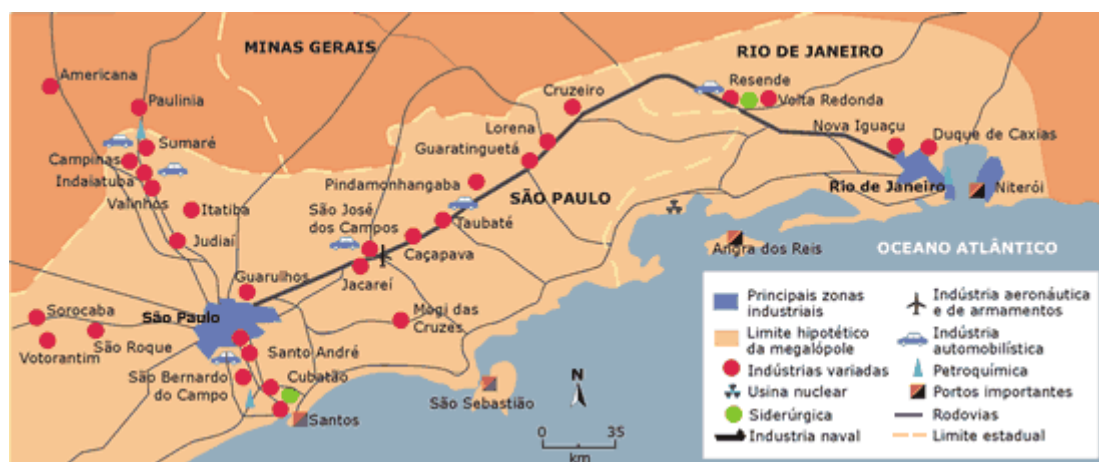 MINAS GERAIS
RIO DE JANEIRO
Americana
Paulinia
Sumaré
Campinas
Indaiatuba
Valinhos
Itatiba
Judiaí
Cruzeiro
Resende
Volta Redonda
Lorena
Guaratinguetá
Nova Iguaçu
Duque de Caxias
Pindamonhangaba
SÃO PAULO
Rio de Janeiro
Niterói
São José
dos Campos
Taubaté
Caçapava
Jacareí
Angra dos Reis
OCEANO ATLÂNTICO
Guarulhos
Mogi das
Cruzes
Sorocaba
São Paulo
Votorantim
São Roque
Santo André
São Bernardo
do Campo
Cubatão
Santos
São Sebastião
N
0 35
km
Principais zonas
industriais
Limite hipotético
da megalópole
Indústrias variadas
Usina nuclear
Siderúrgica
Industria naval
Indústria aeronáutica
e de armamentos
Indústria
automobilística
Petroquímica
Portos importantes
Rodovias
Limite estadual